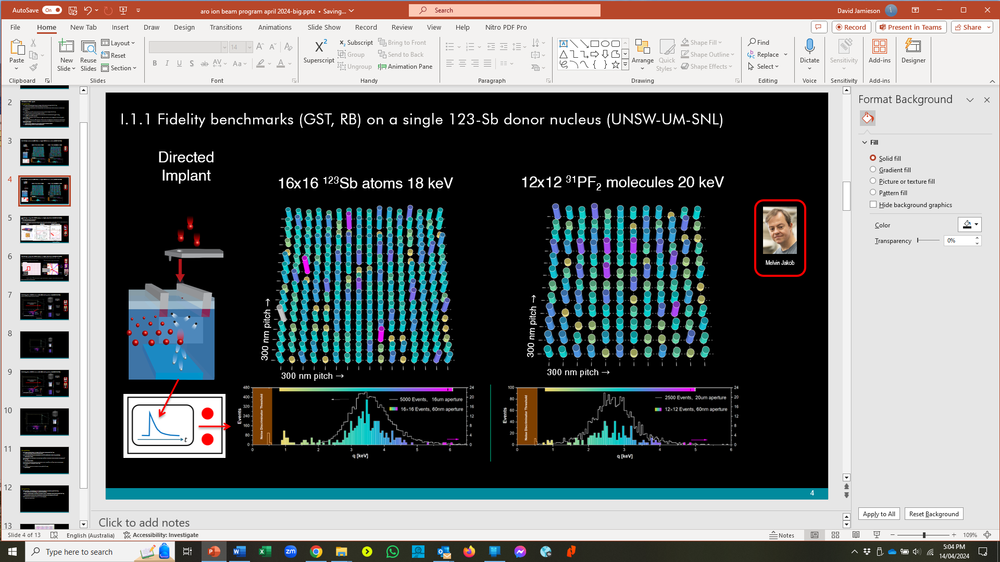 AutoSave On
aro ion beam program april 2024-big.pptx • Saving...
Search
David Jamieson
File Home New Tab Insert Draw Design Transitions Animations Slide Show Record Review View Help Nitro PDF Pro
Record Present in Teams Share
Paste
New Slide
Reuse Slides
Layout
Reset
Section
14
B I U S ab AV Aa
X²
Superscript
Subscript
Group
Ungroup
Bring to Front
Send to Back
Animation Pane
Arrange
Quick Styles
Shape Fill
Shape Outline
Shape Effects
Find
Replace
Select
Dictate
Sensitivity
Add-ins
Designer
Clipboard Slides Font Handy Paragraph Drawing Editing Voice Sensitivity Add-ins
2
3
4
5
6
7
8
9
10
11
12
13
I.1.1 Fidelity benchmarks (GST, RB) on a single 123-Sb donor nucleus (UNSW-UM-SNL)
Directed
Implant
t
16x16 ¹²³Sb atoms 18 keV
300 nm pitch →
300 nm pitch →
480
400
320
240
160
80
0
Events
Noise Discriminator Threshold
5000 Events, 16um aperture
16×16 Events, 60nm aperture
24
20
16
12
8
4
0
0 1 2 3 4 5 6
q [keV]
12x12 ³¹PF₂ molecules 20 keV
300 nm pitch →
300 nm pitch →
100
80
60
40
20
0
Events
Noise Discriminator Threshold
2500 Events, 20um aperture
12×12 Events, 60nm aperture
24
20
16
12
8
4
0
0 1 2 3 4 5 6
q [keV]
Melvin Jakob
4
Click to add notes
Format Background
Fill
Solid fill
Gradient fill
Picture or texture fill
Pattern fill
Hide background graphics
Color
Transparency 0%
Apply to All Reset Background
Slide 4 of 13 English (Australia) Accessibility: Investigate
Notes 109%
Type here to search
5:04 PM
14/04/2024